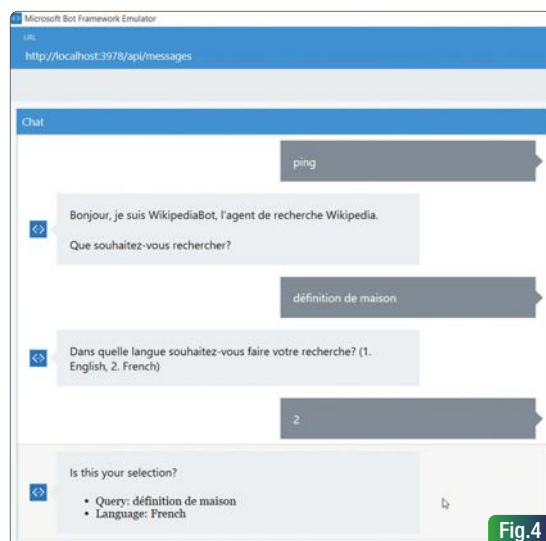 Microsoft Bot Framework Emulator
URL
http://localhost:3978/api/messages
Chat
ping
Bonjour, je suis WikipediaBot, l'agent de recherche Wikipedia.
Que souhaitez-vous rechercher?
définition de maison
Dans quelle langue souhaitez-vous faire votre recherche? (1.
English, 2. French)
2
Is this your selection?
• Query: définition de maison
• Language: French
Fig.4